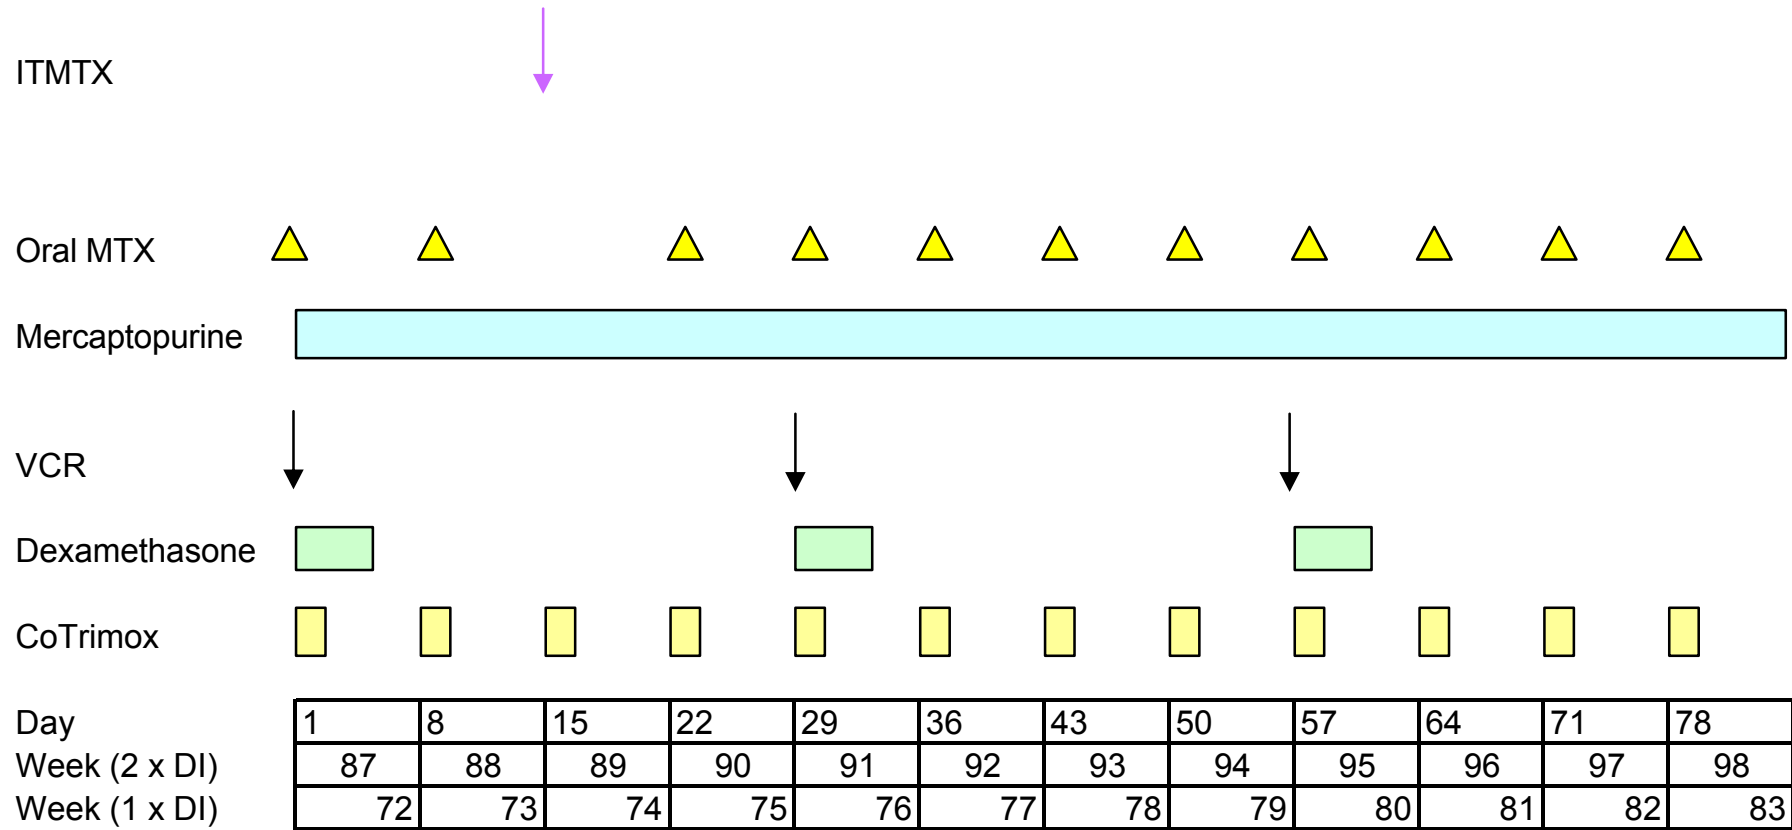 ITMTX
Oral MTX
Mercaptopurine
VCR
Dexamethasone
CoTrimox
Day 1 8 15 22 29 36 43 50 57 64 71 78
Week (2 x DI) 87 88 89 90 91 92 93 94 95 96 97 98
Week (1 x DI) 72 73 74 75 76 77 78 79 80 81 82 83